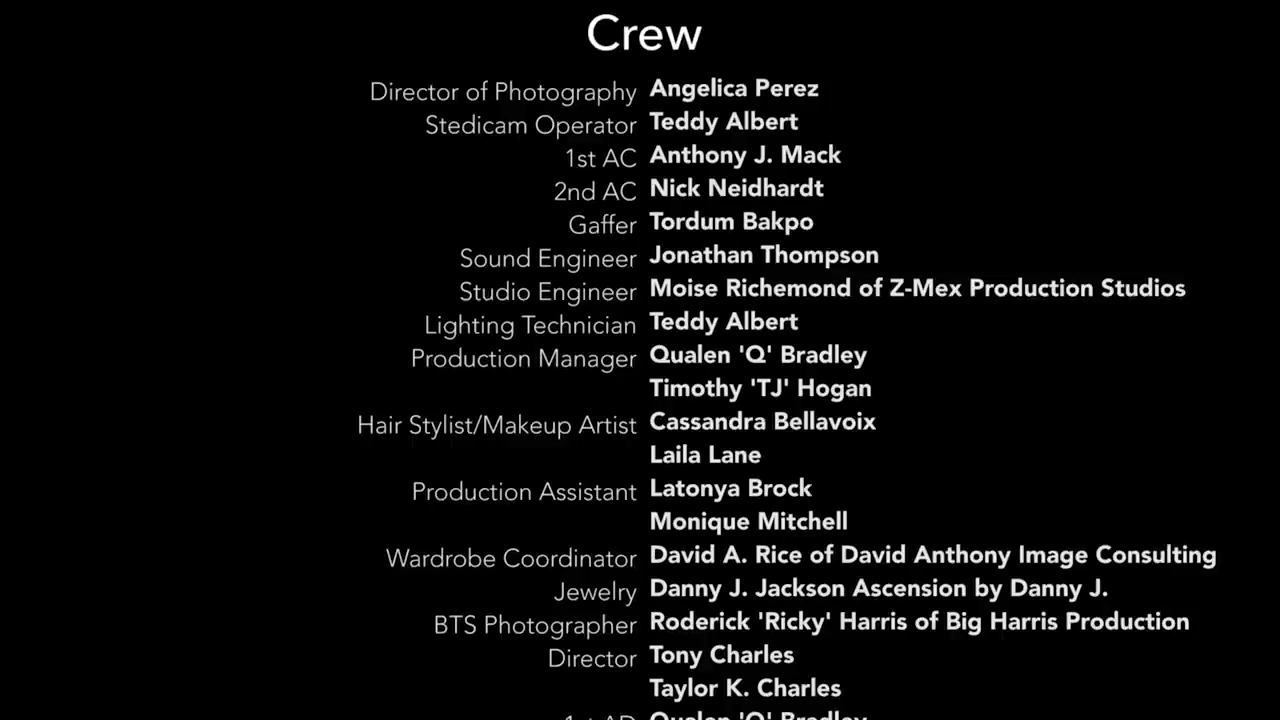 Crew
Director of Photography Angelica Perez
Stedicam Operator Teddy Albert
1st AC Anthony J. Mack
2nd AC Nick Neidhardt
Gaffer Tordum Bakpo
Sound Engineer Jonathan Thompson
Studio Engineer Moise Richemond of Z-Mex Production Studios
Lighting Technician Teddy Albert
Production Manager Qualen 'Q' Bradley
Timothy 'TJ' Hogan
Hair Stylist/Makeup Artist Cassandra Bellavoix
Laila Lane
Production Assistant Latonya Brock
Monique Mitchell
Wardrobe Coordinator David A. Rice of David Anthony Image Consulting
Jewelry Danny J. Jackson Ascension by Danny J.
BTS Photographer Roderick 'Ricky' Harris of Big Harris Production
Director Tony Charles
Taylor K. Charles
1st AD Qualen 'Q' Bradley